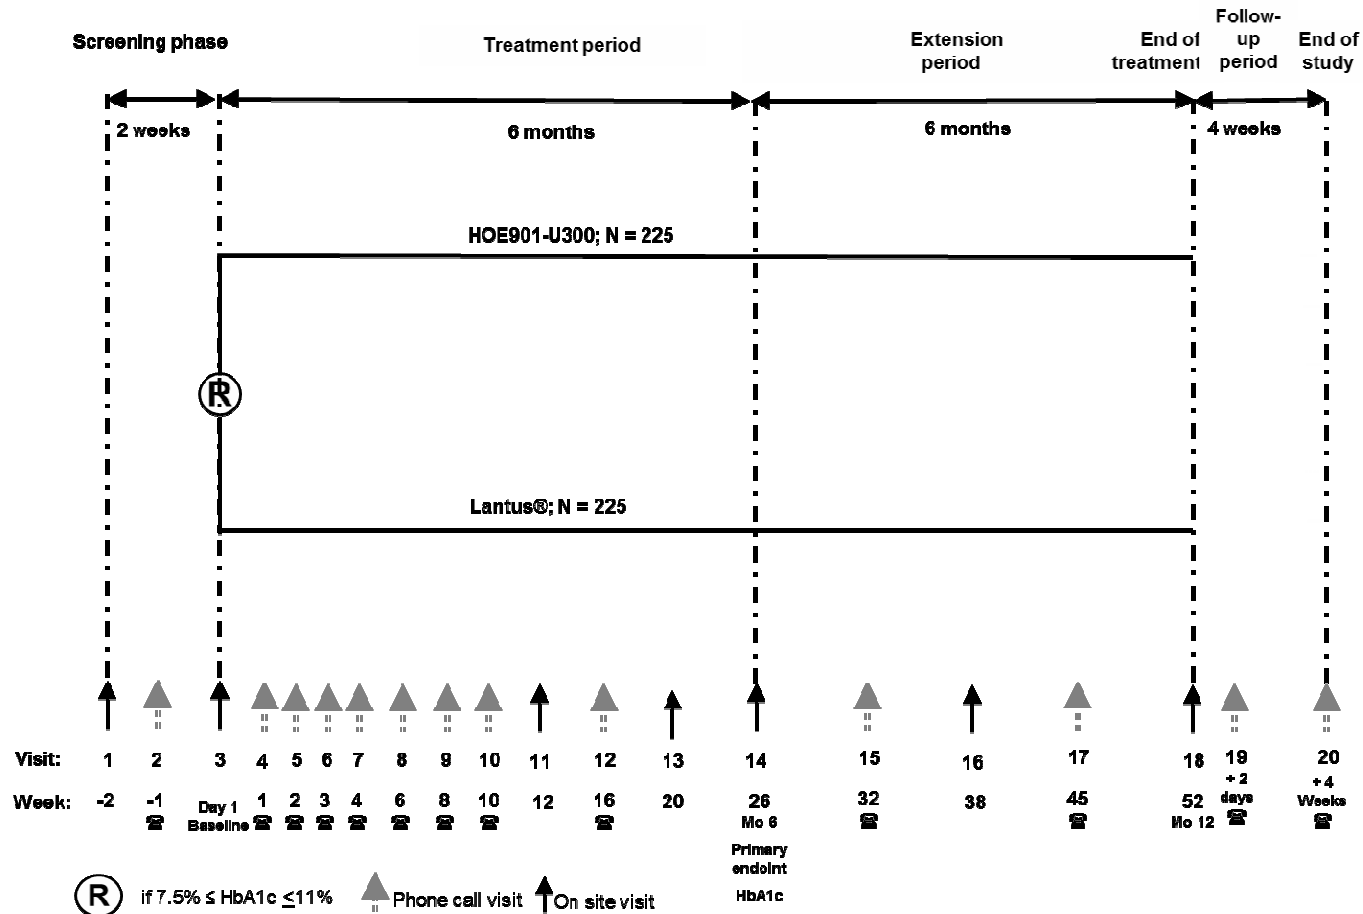 Screening phase
Treatment period
Extension
period
End of
treatment
Follow-
up
period
End of
study
2 weeks
6 months
6 months
4 weeks
HOE901-U300; N = 225
R
Lantus®; N = 225
Visit: 1 2 3 4 5 6 7 8 9 10 11 12 13 14 15 16 17 18 19 20
Week: -2 -1 Day 1 Baseline 1 2 3 4 6 8 10 12 16 20 26 32 38 45 52 + 2 days + 4 Weeks
Mo 6
Mo 12
Primary
endoint
HbA1c
R if 7.5% ≤ HbA1c ≤11% Phone call visit On site visit